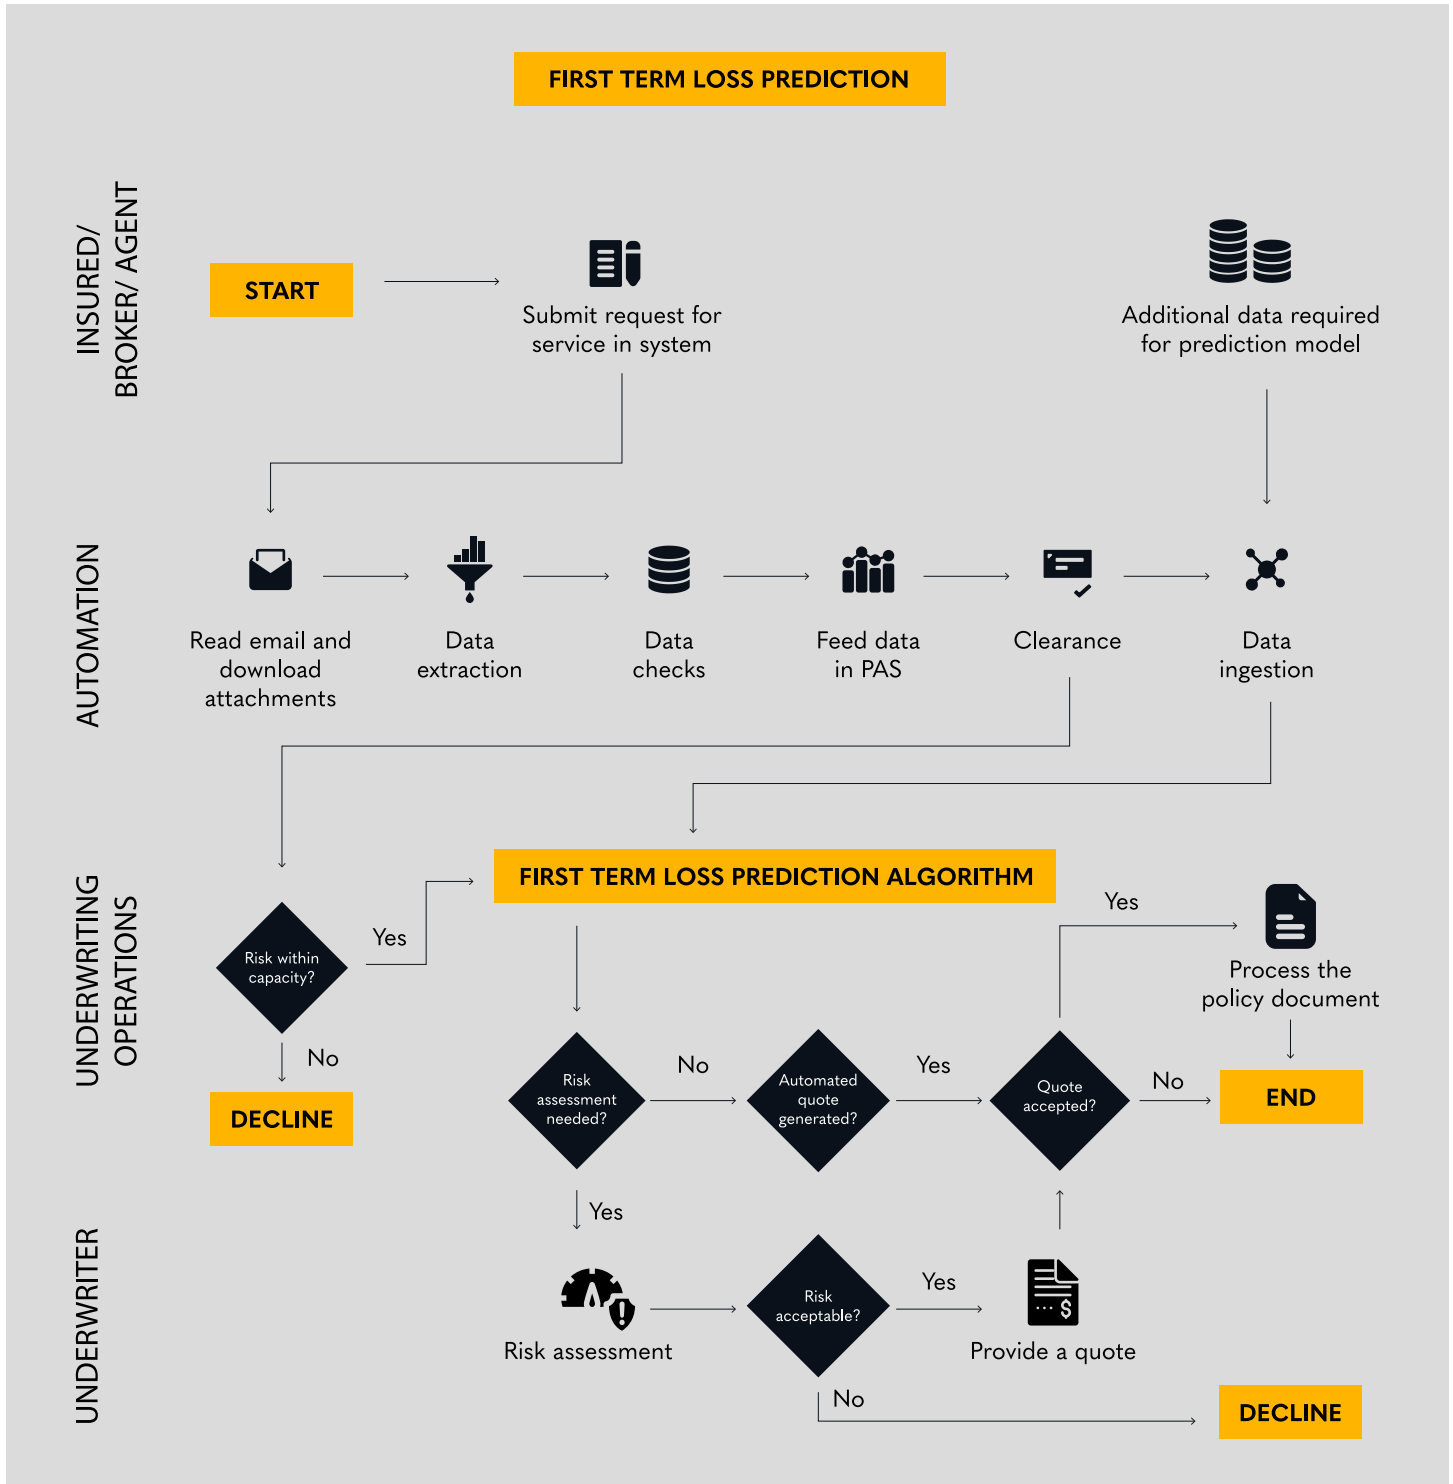 FIRST TERM LOSS PREDICTION
INSURED/
BROKER/ AGENT
START
Submit request for
service in system
Additional data required
for prediction model
AUTOMATION
Read email and
download
attachments
Data
extraction
Data
checks
Feed data
in PAS
Clearance
Data
ingestion
UNDERWRITING
OPERATIONS
Risk within
capacity?
Yes
No
DECLINE
FIRST TERM LOSS PREDICTION ALGORITHM
Risk
assessment
needed?
No
Automated
quote
generated?
Yes
Quote
accepted?
Yes
Process the
policy document
No
END
UNDERWRITER
Yes
Risk assessment
Risk
acceptable?
Yes
$
Provide a quote
No
DECLINE